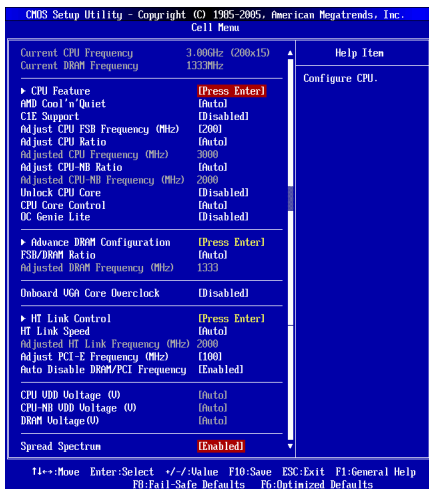 CMOS Setup Utility - Copyright (C) 1985-2005, American Megatrends, Inc.
Cell Menu
Current CPU Frequency 3.00GHz (200x15)
Current DRAM Frequency 1333MHz
Help Item
Configure CPU.
▶ CPU Feature [Press Enter]
AMD Cool'n'Quiet [Auto]
C1E Support [Disabled]
Adjust CPU FSB Frequency (MHz) [200]
Adjust CPU Ratio [Auto]
Adjusted CPU Frequency (MHz) 3000
Adjust CPU-NB Ratio [Auto]
Adjusted CPU-NB Frequency (MHz) 2000
Unlock CPU Core [Disabled]
CPU Core Control [Auto]
OC Genie Lite [Disabled]
▶ Advance DRAM Configuration [Press Enter]
FSB/DRAM Ratio [Auto]
Adjusted DRAM Frequency (MHz) 1333
Onboard VGA Core Overclock [Disabled]
▶ HT Link Control [Press Enter]
HT Link Speed [Auto]
Adjusted HT Link Frequency (MHz) 2000
Adjust PCI-E Frequency (MHz) [100]
Auto Disable DRAM/PCI Frequency [Enabled]
CPU VDD Voltage (V) [Auto]
CPU-NB VDD Voltage (V) [Auto]
DRAM Voltage(V) [Auto]
Spread Spectrum [Enabled]
↑↓←→:Move Enter:Select +/-/:Value F10:Save ESC:Exit F1:General Help
F8:Fail-Safe Defaults F6:Optimized Defaults